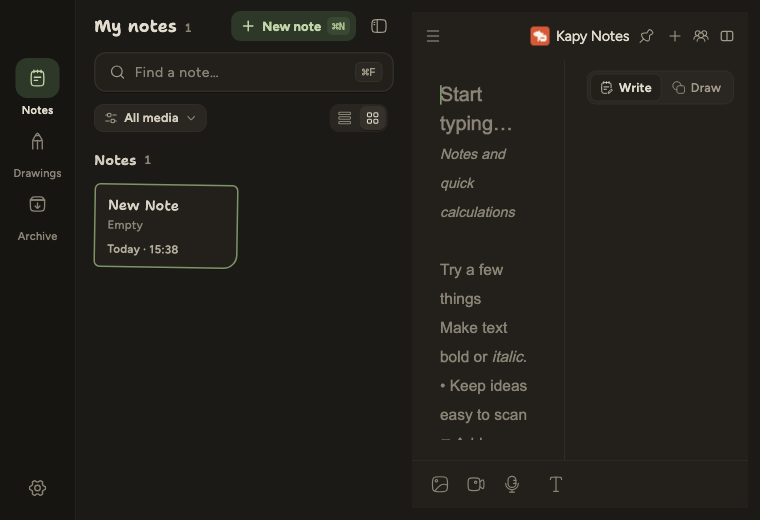 My notes 1
New note ⌘N
Find a note... ⌘F
All media
Notes
Drawings
Archive
Notes 1
New Note
Empty
Today · 15:38
Kapy Notes
Write
Draw
Start
typing...
Notes and
quick
calculations
Try a few
things
Make text
bold or italic.
• Keep ideas
easy to scan